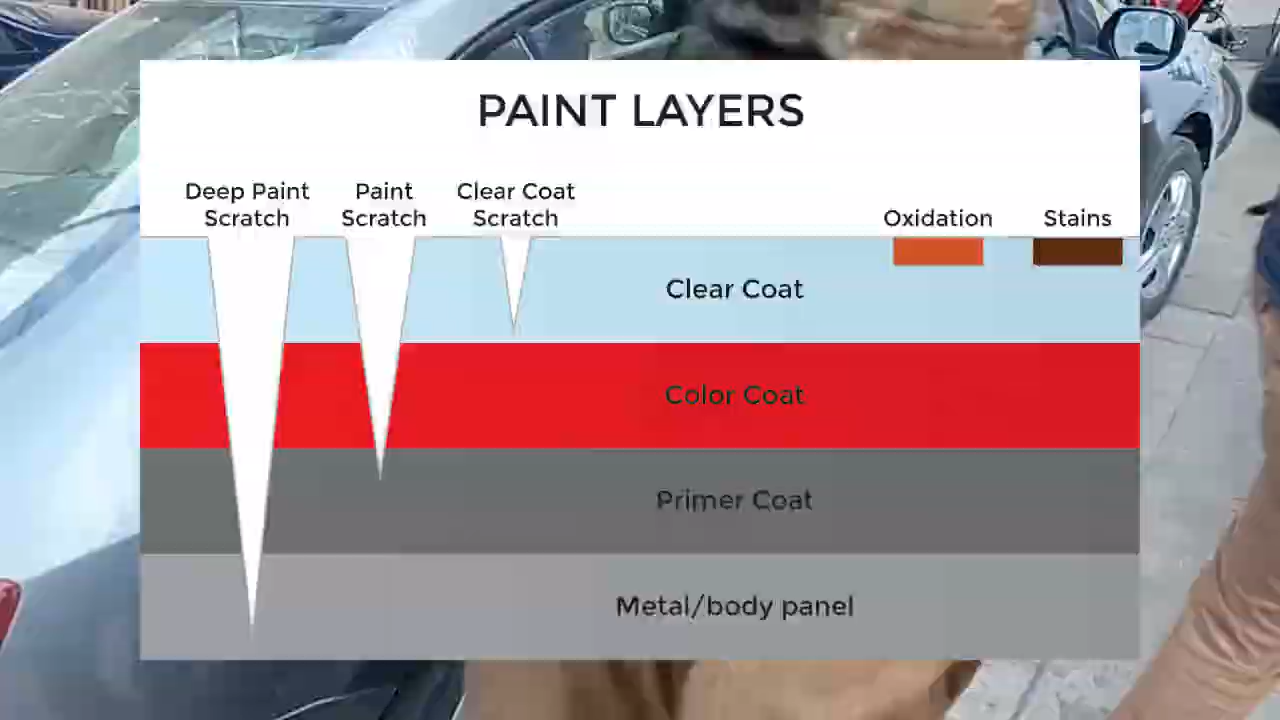 PAINT LAYERS
Deep Paint
Scratch
Paint
Scratch
Clear Coat
Scratch
Oxidation
Stains
Clear Coat
Color Coat
Primer Coat
Metal/body panel